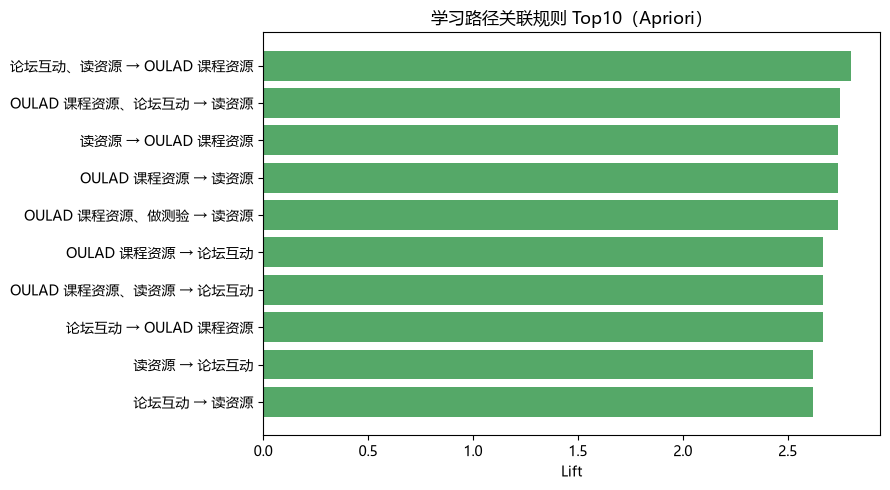 学习路径关联规则 Top10（Apriori）
论坛互动、读资源 → OULAD 课程资源
OULAD 课程资源、论坛互动 → 读资源
读资源 → OULAD 课程资源
OULAD 课程资源 → 读资源
OULAD 课程资源、做测验 → 读资源
OULAD 课程资源 → 论坛互动
OULAD 课程资源、读资源 → 论坛互动
论坛互动 → OULAD 课程资源
读资源 → 论坛互动
论坛互动 → 读资源
0.0 0.5 1.0 1.5 2.0 2.5
Lift